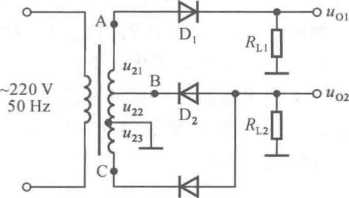 A
D₁
u_O1
R_L1
u₂₁
~220 V
50 Hz
B
u₂₂
D₂
u_O2
R_L2
u₂₃
C